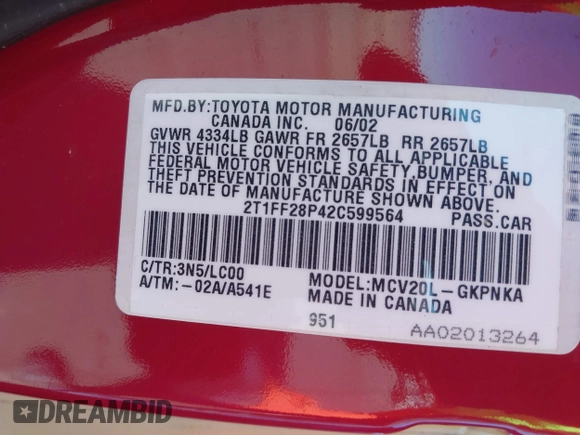 MFD.BY:TOYOTA MOTOR MANUFACTURING
CANADA INC. 06/02
GVWR 4334LB GAWR FR 2657LB RR 2657LB
THIS VEHICLE CONFORMS TO ALL APPLICABLE
FEDERAL MOTOR VEHICLE SAFETY,BUMPER, AND
THEFT PREVENTION STANDARDS IN EFFECT ON
THE DATE OF MANUFACTURE SHOWN ABOVE.
2T1FF28P42C599564 PASS.CAR
C/TR:3N5/LC00 MODEL:MCV20L-GKPNKA
A/TM:-02A/A541E MADE IN CANADA
951 AA02013264
DREAMBID